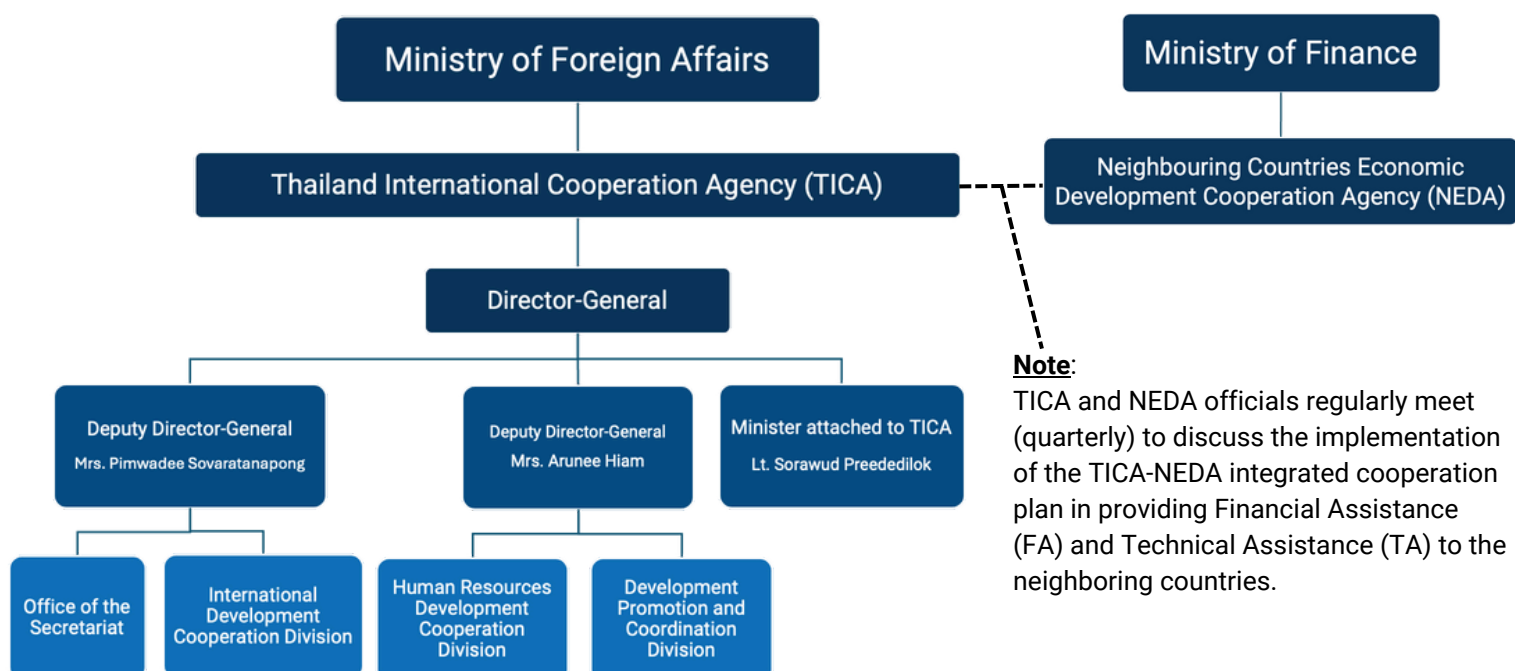 Ministry of Foreign Affairs
Ministry of Finance
Thailand International Cooperation Agency (TICA)
Neighbouring Countries Economic
Development Cooperation Agency (NEDA)
Director-General
Deputy Director-General
Mrs. Pimwadee Sovaratanapong
Deputy Director-General
Mrs. Arunee Hiam
Minister attached to TICA
Lt. Sorawud Preededilok
Note:
TICA and NEDA officials regularly meet
(quarterly) to discuss the implementation
of the TICA-NEDA integrated cooperation
plan in providing Financial Assistance
(FA) and Technical Assistance (TA) to the
neighboring countries.
Office of the
Secretariat
International
Development
Cooperation Division
Human Resources
Development
Cooperation
Division
Development
Promotion and
Coordination
Division